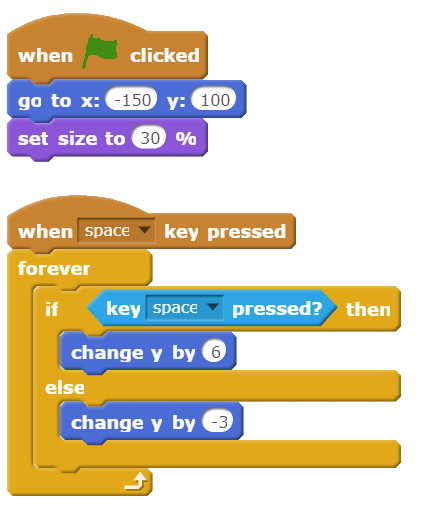 when clicked
go to x: -150 y: 100
set size to 30 %
when space key pressed
forever
if key space pressed? then
change y by 6
else
change y by -3